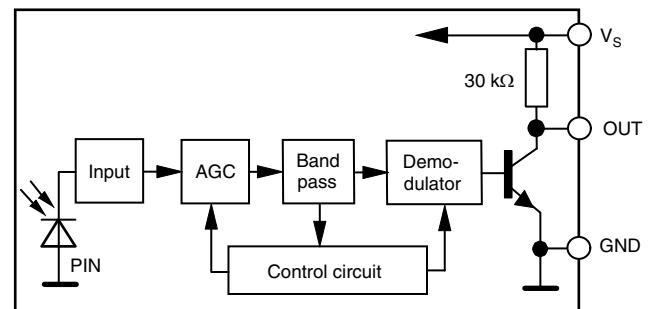 V_S
30 kΩ
OUT
Input
AGC
Band
pass
Demo-
dulator
GND
PIN
Control circuit